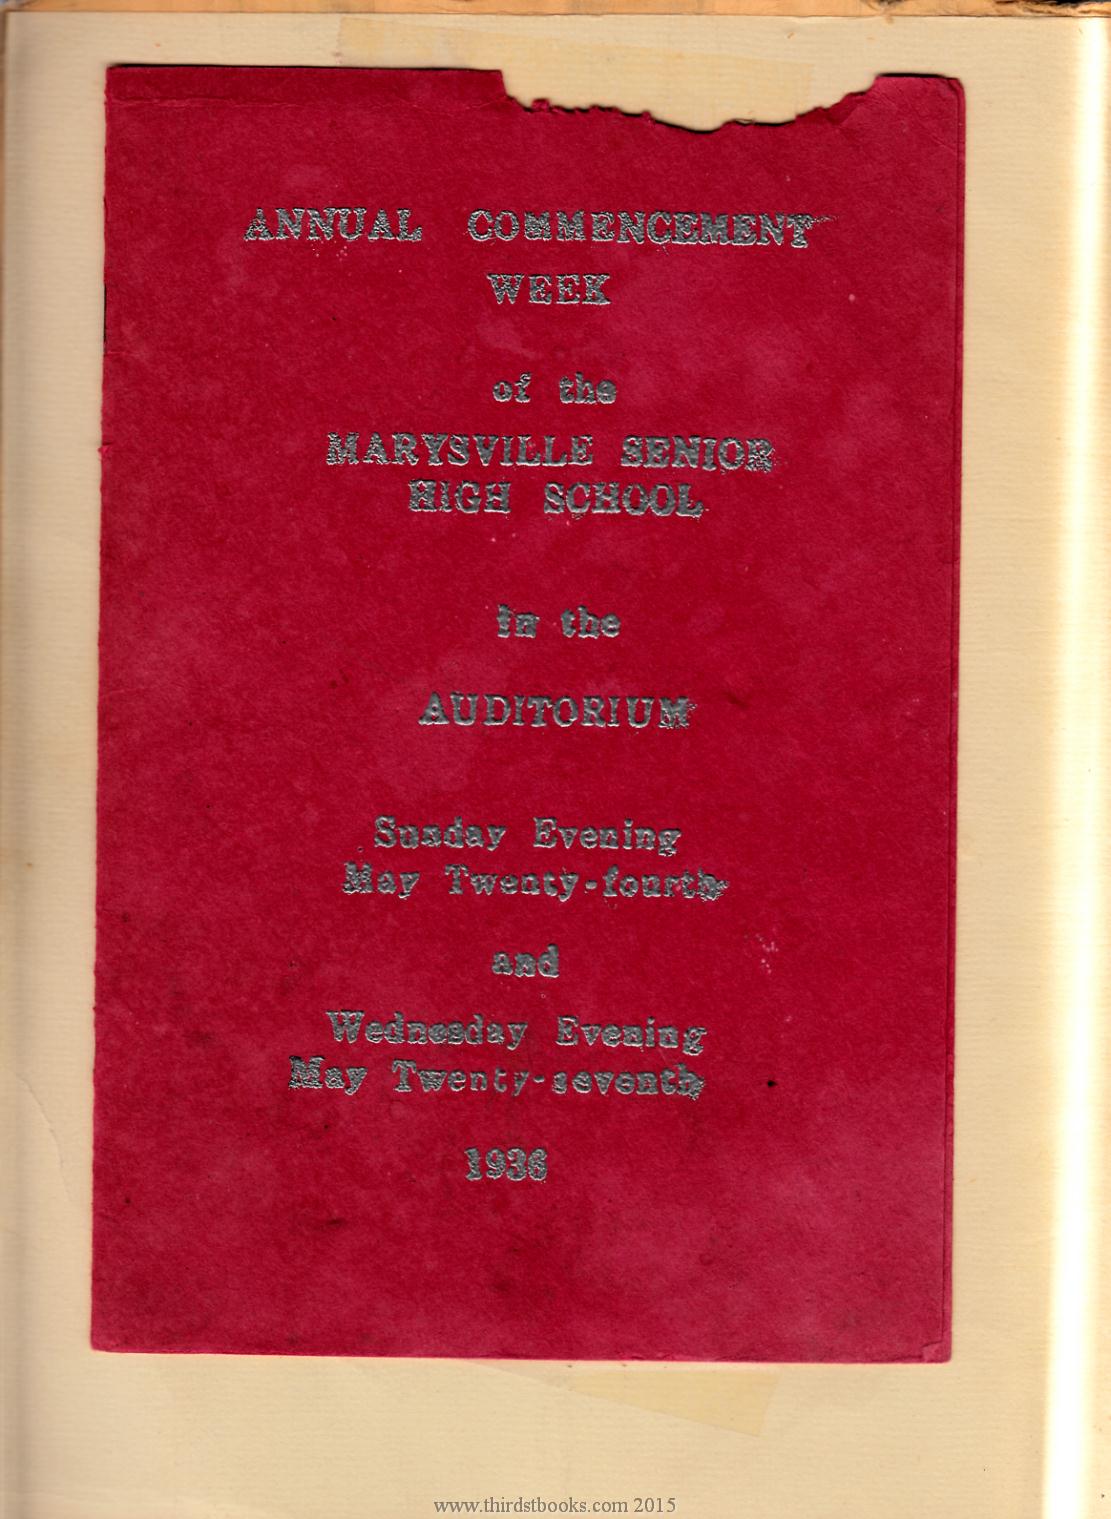 ANNUAL COMMENCEMENT
WEEK
of the
MARYSVILLE SENIOR
HIGH SCHOOL
in the
AUDITORIUM
Sunday Evening
May Twenty-fourth
and
Wednesday Evening
May Twenty-seventh
1936
www.thirdstbooks.com 2015